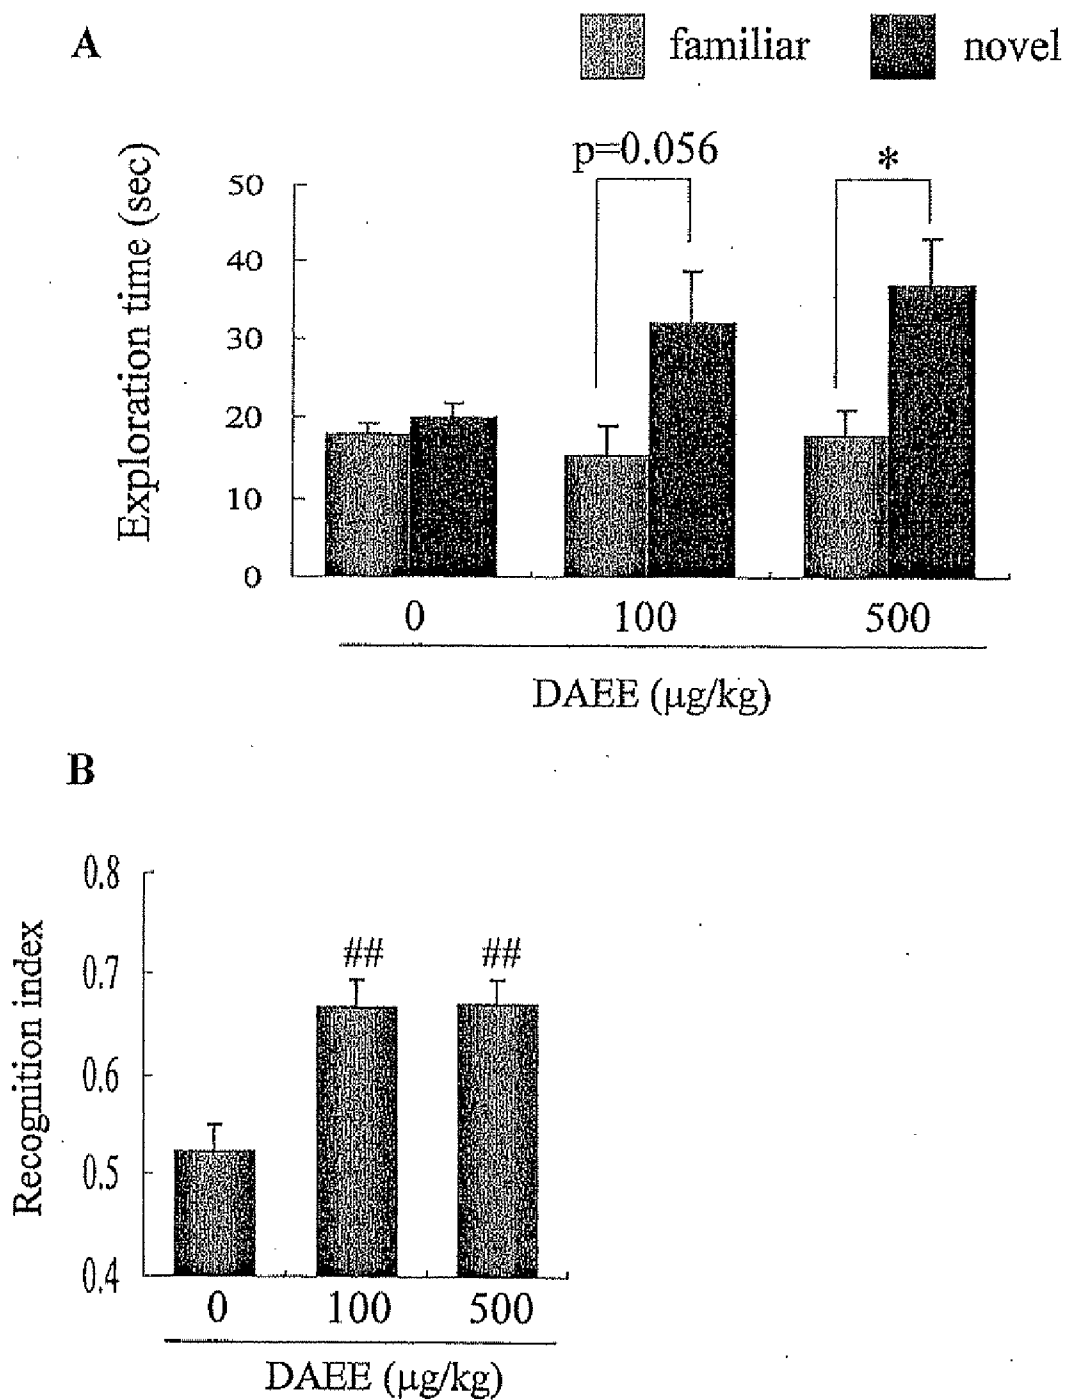 A
familiar novel
p=0.056 *
Exploration time (sec)
50
40
30
20
10
0
0 100 500
DAEE (μg/kg)
B
Recognition index
0.8
0.7
0.6
0.5
0.4
## ##
0 100 500
DAEE (μg/kg)